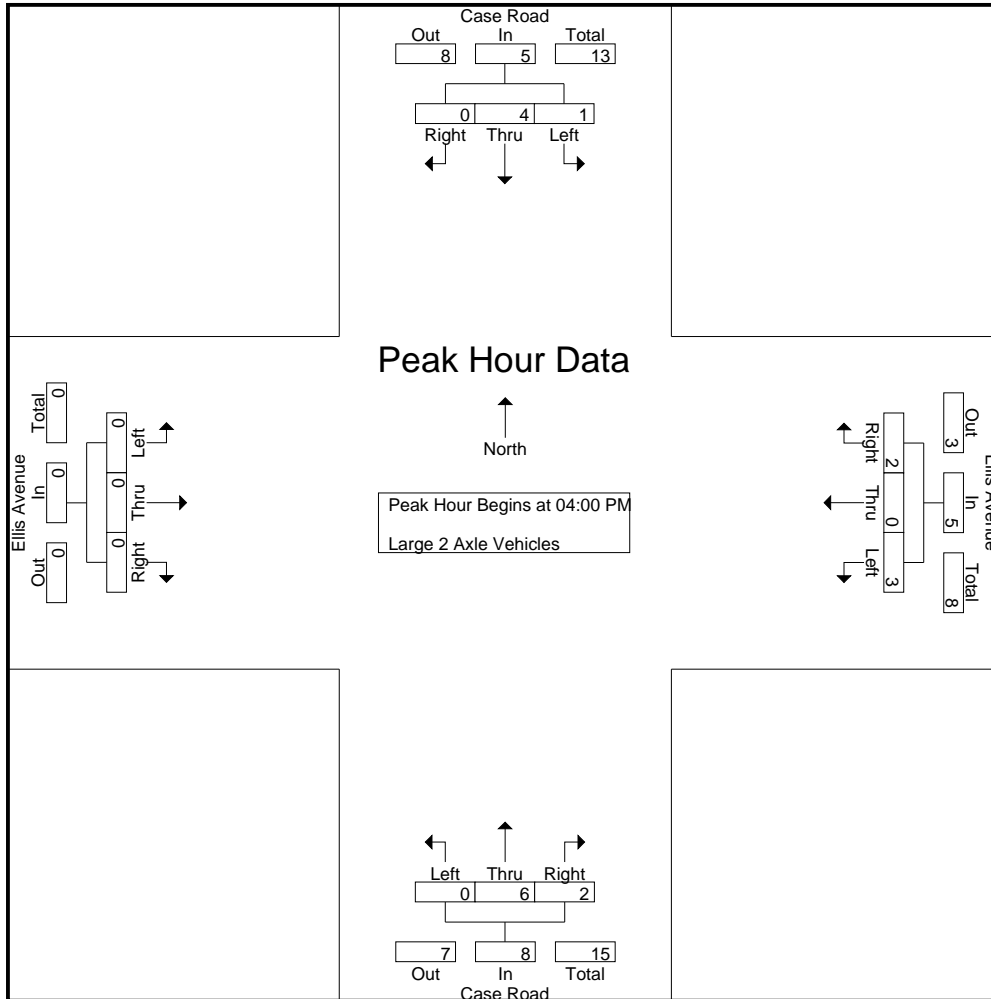 Case Road
Out In Total
8 5 13
0 4 1
Right Thru Left
Peak Hour Data
North
Peak Hour Begins at 04:00 PM
Large 2 Axle Vehicles
Ellis Avenue
Total In Out
0 0 0
0 0 0
Left Thru Right
Right Thru Left
2 0 3
Out In Total
3 5 8
Ellis Avenue
Left Thru Right
0 6 2
7 8 15
Out In Total
Case Road